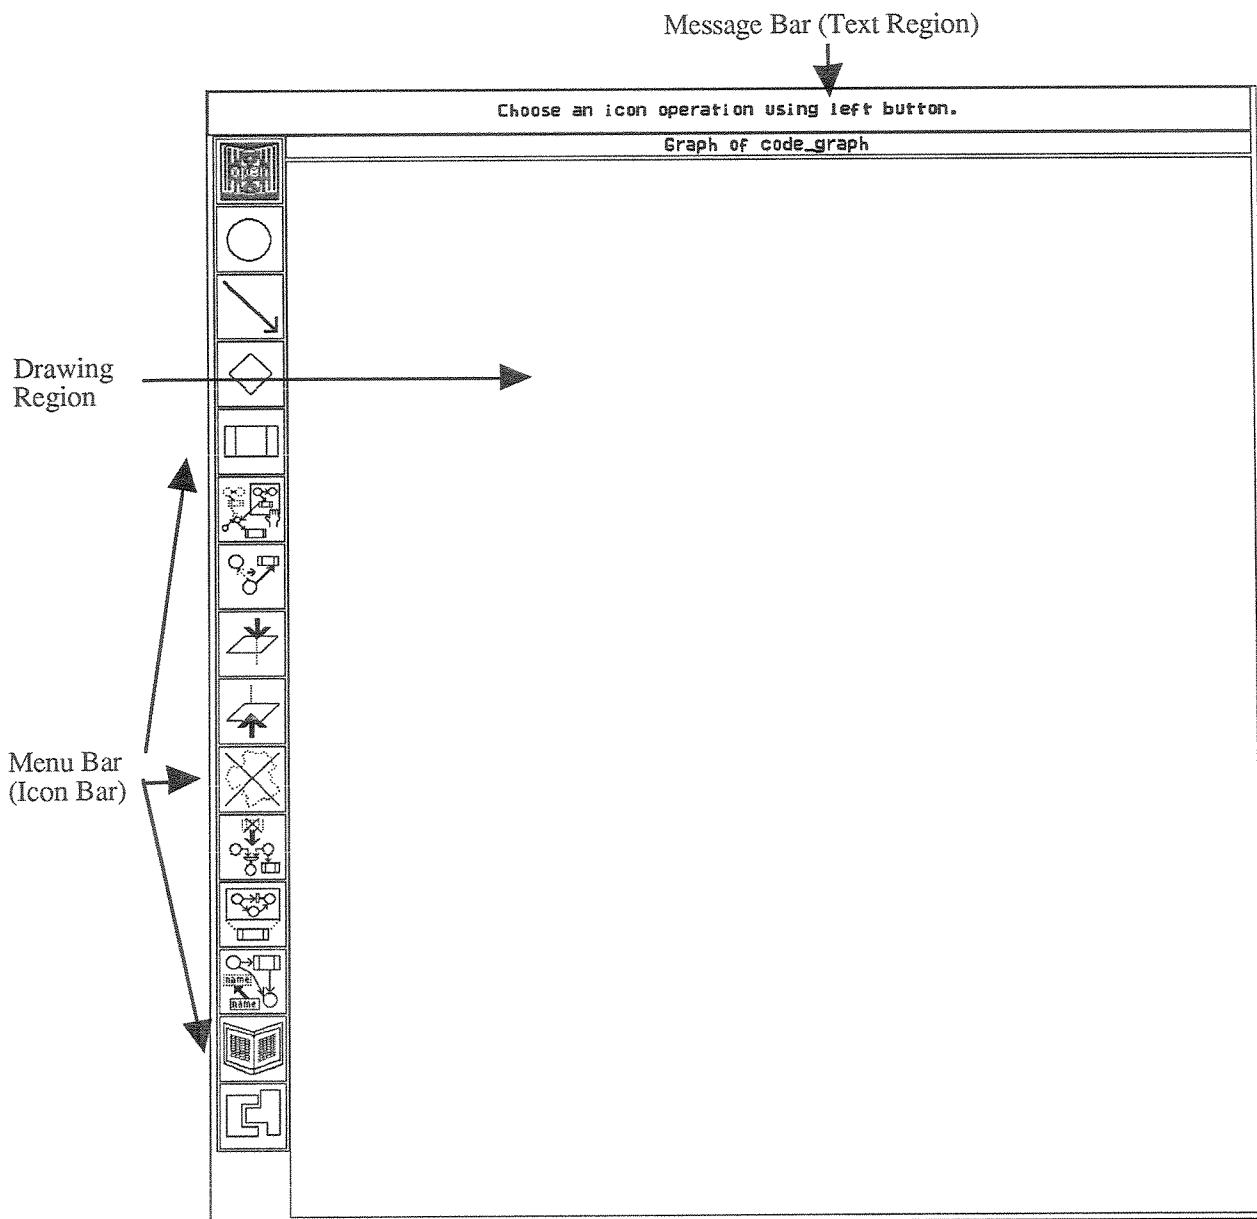 Message Bar (Text Region)
Choose an icon operation using left button.
Graph of code_graph
open
Drawing
Region
Menu Bar
(Icon Bar)
name
name